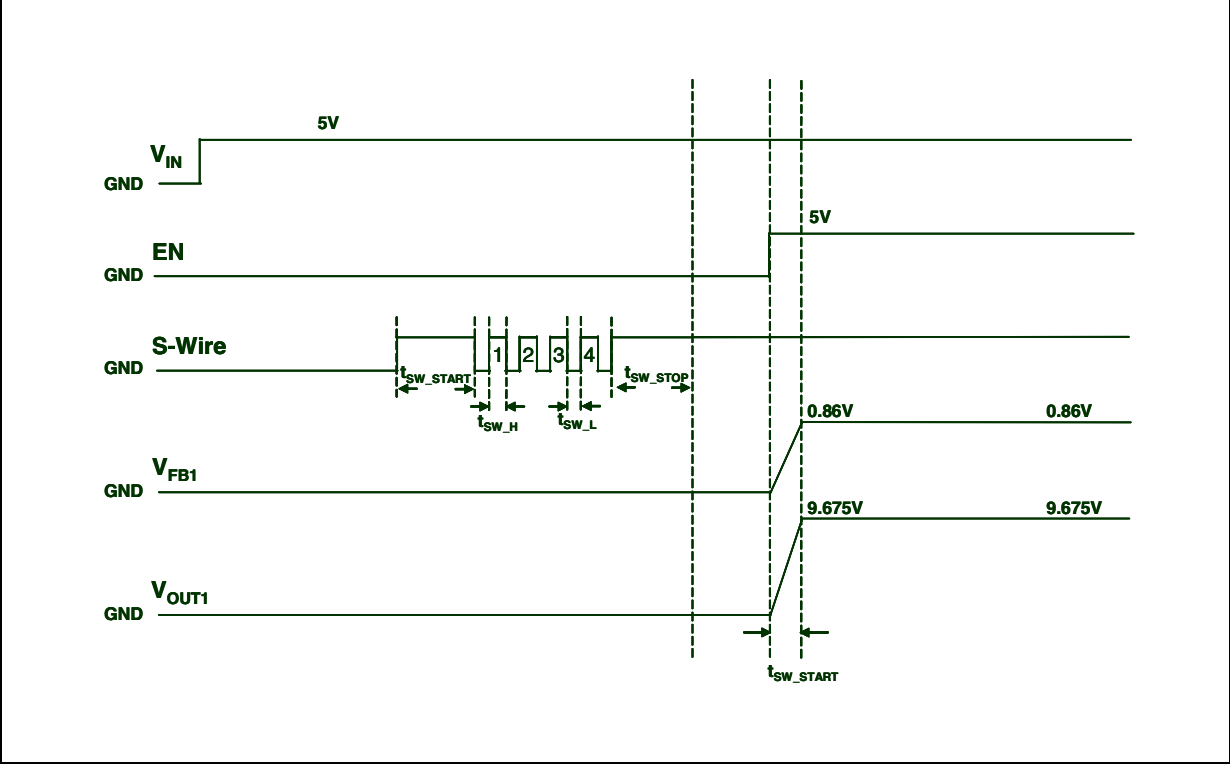 5V
VIN
GND
5V
EN
GND
S-Wire
GND
1 2 3 4
tSW_START
tSW_STOP
tSW_H
tSW_L
0.86V 0.86V
VFB1
GND
9.675V 9.675V
VOUT1
GND
tSW_START